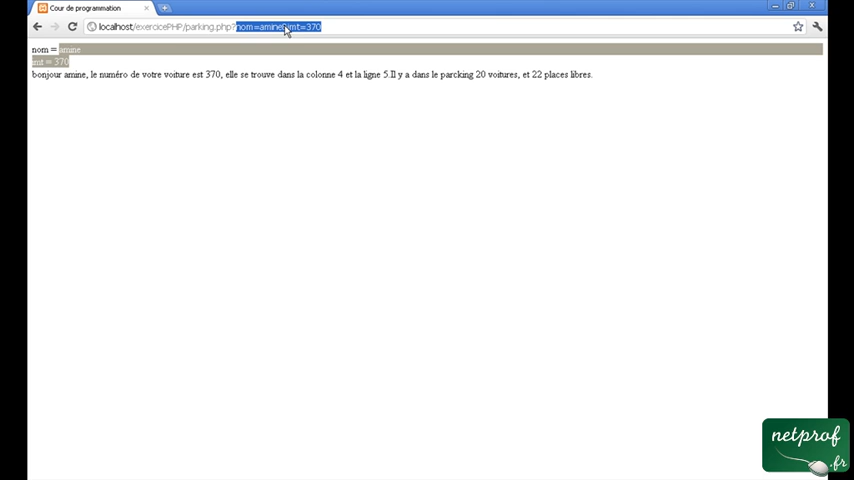 Cour de programmation
localhost/exercicePHP/parking.php?nom=amine&imt=370
nom = amine
imt = 370
bonjour amine, le numéro de votre voiture est 370, elle se trouve dans la colonne 4 et la ligne 5.Il y a dans le parcking 20 voitures, et 22 places libres.
netprof
.fr